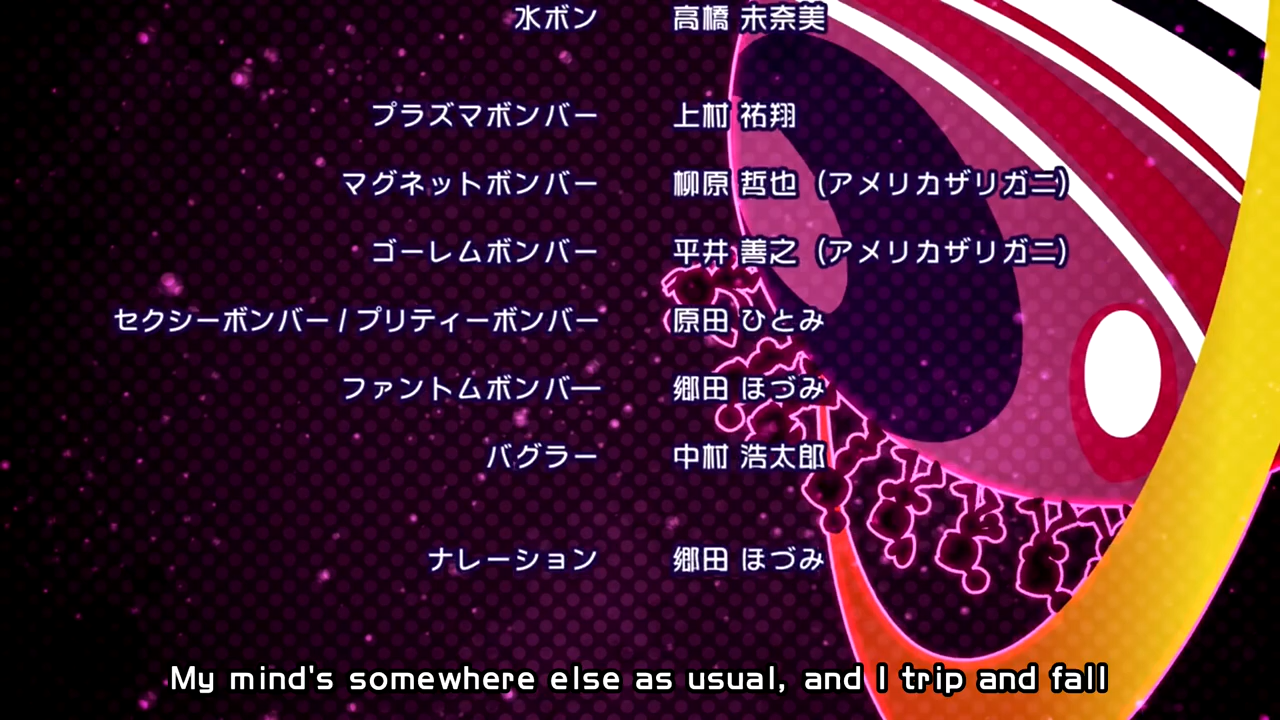 水ボン 高橋 未奈美
プラズマボンバー 上村 祐翔
マグネットボンバー 柳原 哲也（アメリカザリガニ）
ゴーレムボンバー 平井 善之（アメリカザリガニ）
セクシーボンバー / プリティーボンバー 原田 ひとみ
ファントムボンバー 郷田 ほづみ
バグラー 中村 浩太郎
ナレーション 郷田 ほづみ
My mind's somewhere else as usual, and I trip and fall